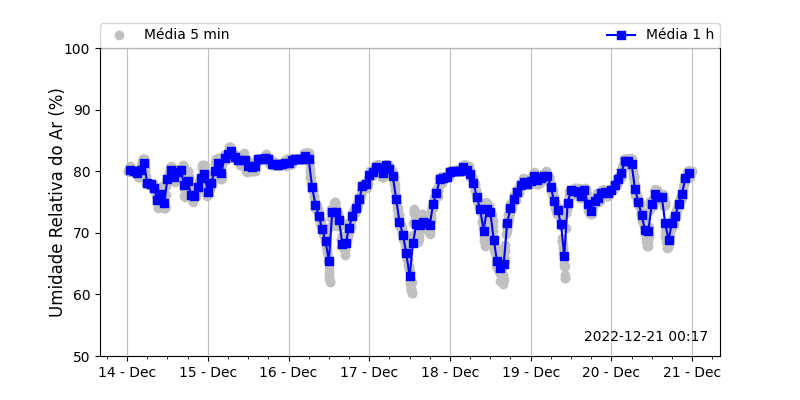 Média 5 min
Média 1 h
Umidade Relativa do Ar (%)
100
90
80
70
60
50
2022-12-21 00:17
14 - Dec
15 - Dec
16 - Dec
17 - Dec
18 - Dec
19 - Dec
20 - Dec
21 - Dec